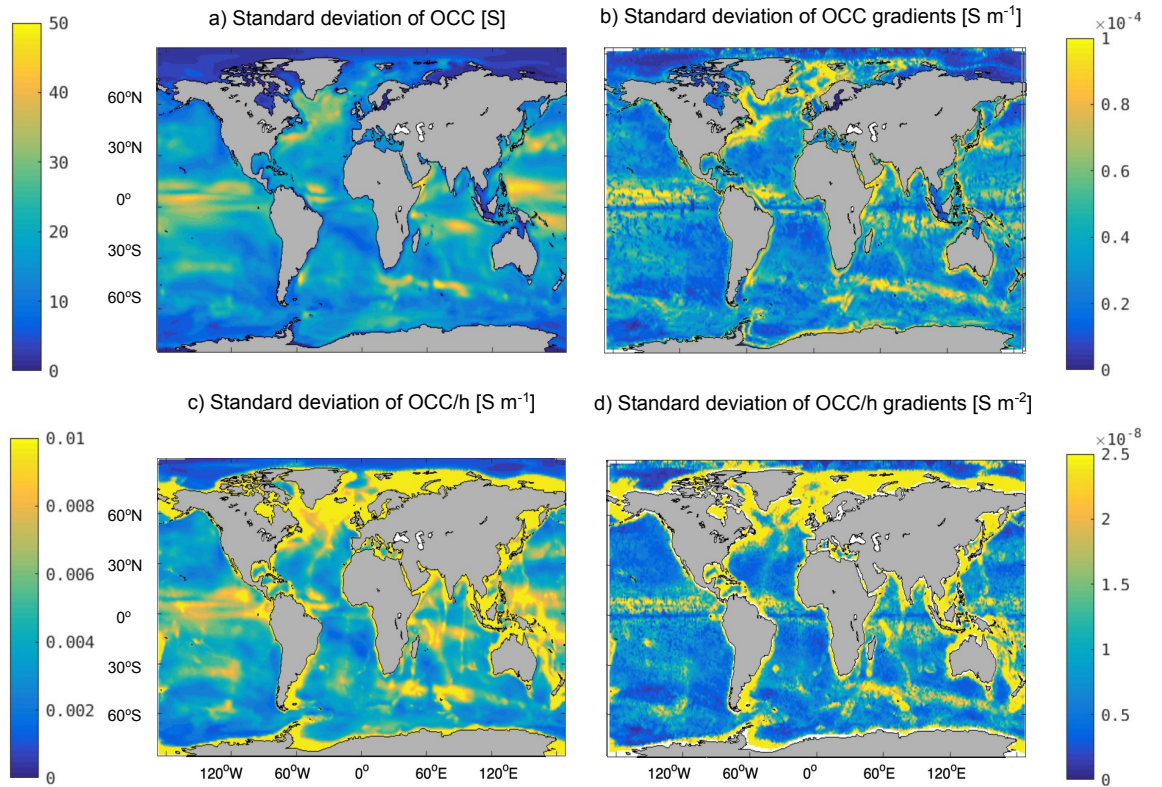 a) Standard deviation of OCC [S]
50
40
30
20
10
0
60ºN
30ºN
0º
30ºS
60ºS
b) Standard deviation of OCC gradients [S m⁻¹]
×10⁻⁴
1
0.8
0.6
0.4
0.2
0
c) Standard deviation of OCC/h [S m⁻¹]
0.01
0.008
0.006
0.004
0.002
0
60ºN
30ºN
0º
30ºS
60ºS
120ºW 60ºW 0º 60ºE 120ºE
d) Standard deviation of OCC/h gradients [S m⁻²]
×10⁻⁸
2.5
2
1.5
1
0.5
0
120ºW 60ºW 0º 60ºE 120ºE